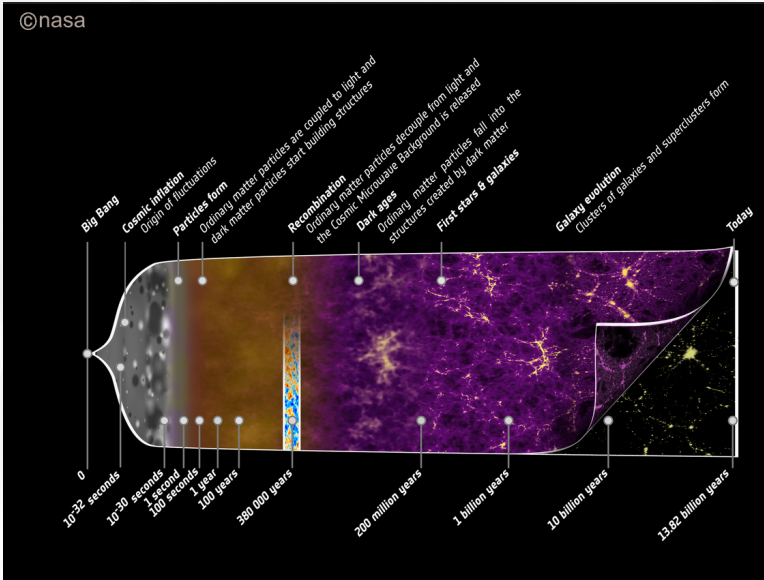 ©nasa
Big Bang
Cosmic inflation
Origin of fluctuations
Particles form
Ordinary matter particles are coupled to light and
dark matter particles start building structures
Recombination
Ordinary matter particles decouple from light and
the Cosmic Microwave Background is released
Dark ages
Ordinary matter particles fall into the
structures created by dark matter
First stars & galaxies
Galaxy evolution
Clusters of galaxies and superclusters form
Today
0
10⁻³² seconds
10⁻³⁰ seconds
1 second
100 seconds
1 year
100 years
380 000 years
200 million years
1 billion years
10 billion years
13.82 billion years